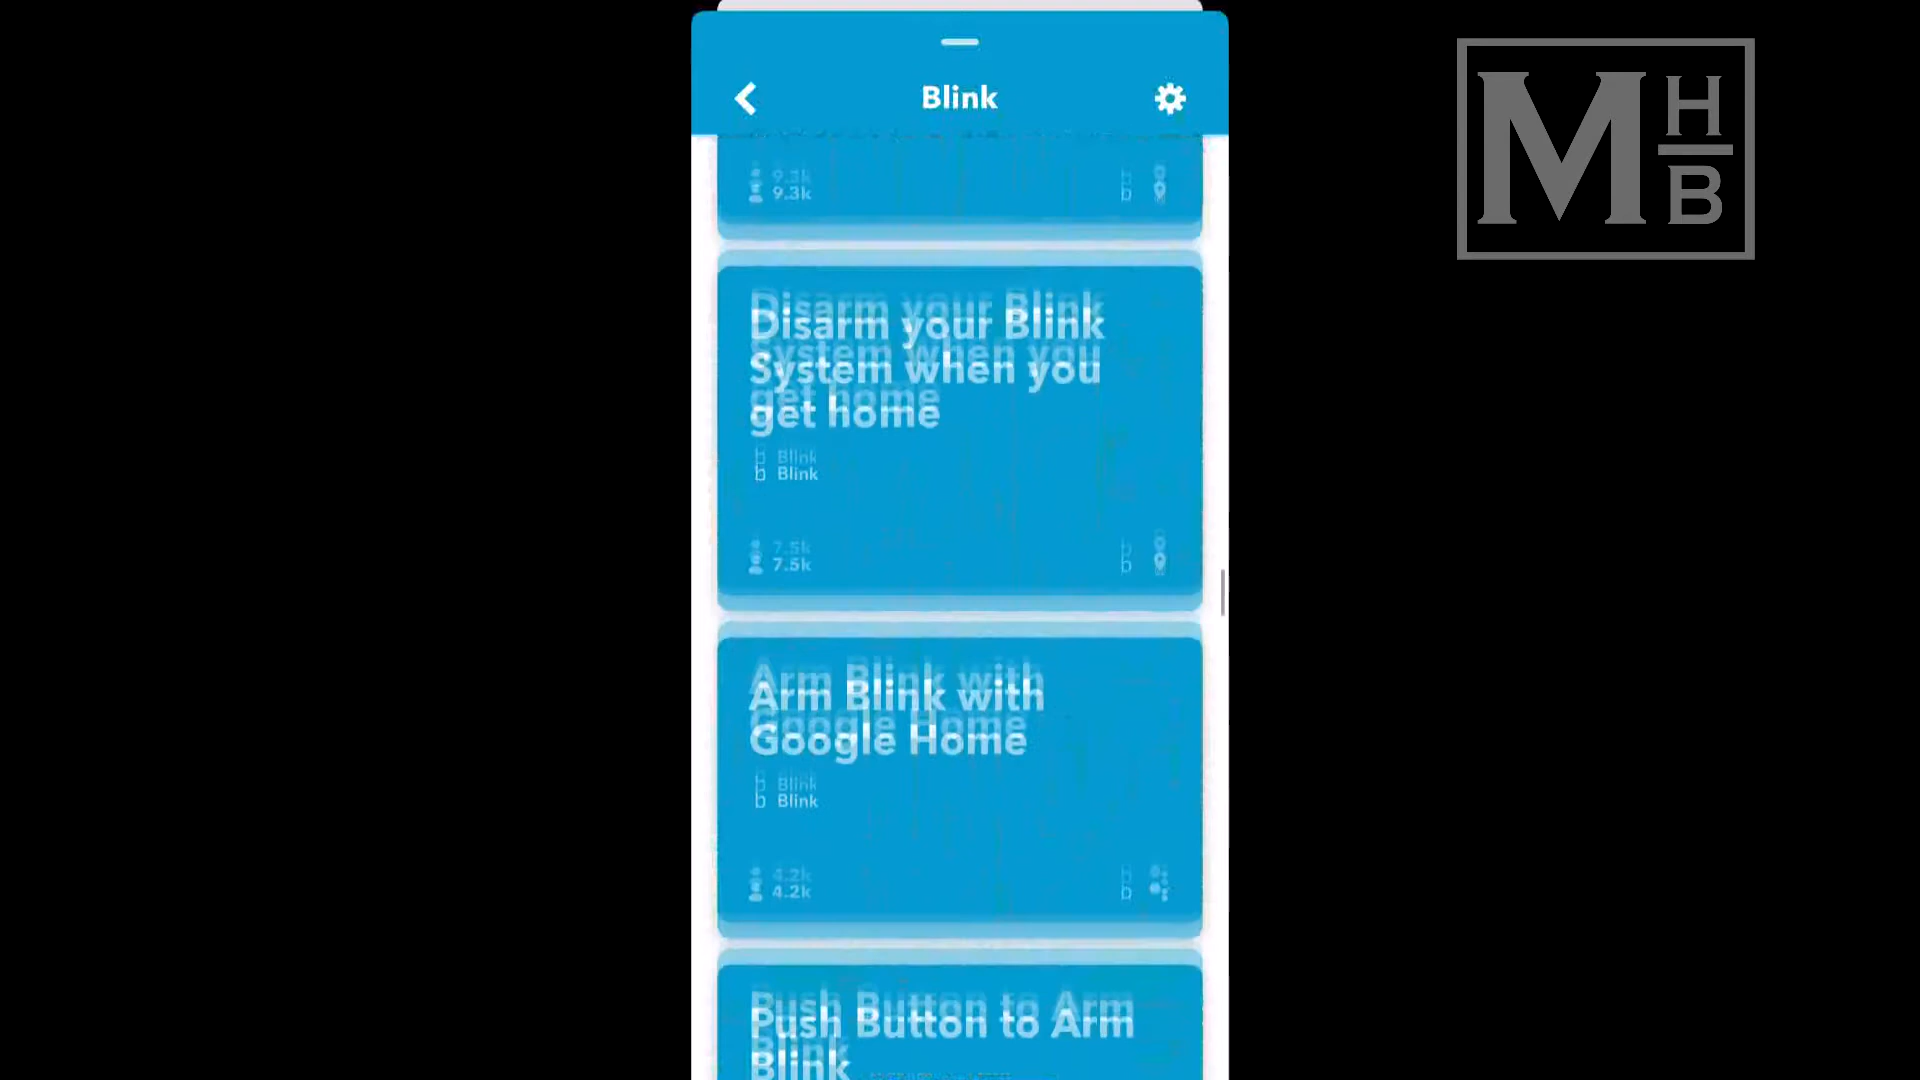 Blink
9.3k
b
Disarm your Blink
System when you
get home
b Blink
7.5k
b
Arm Blink with
Google Home
b Blink
4.2k
b
Push Button to Arm
Blink
M H
B